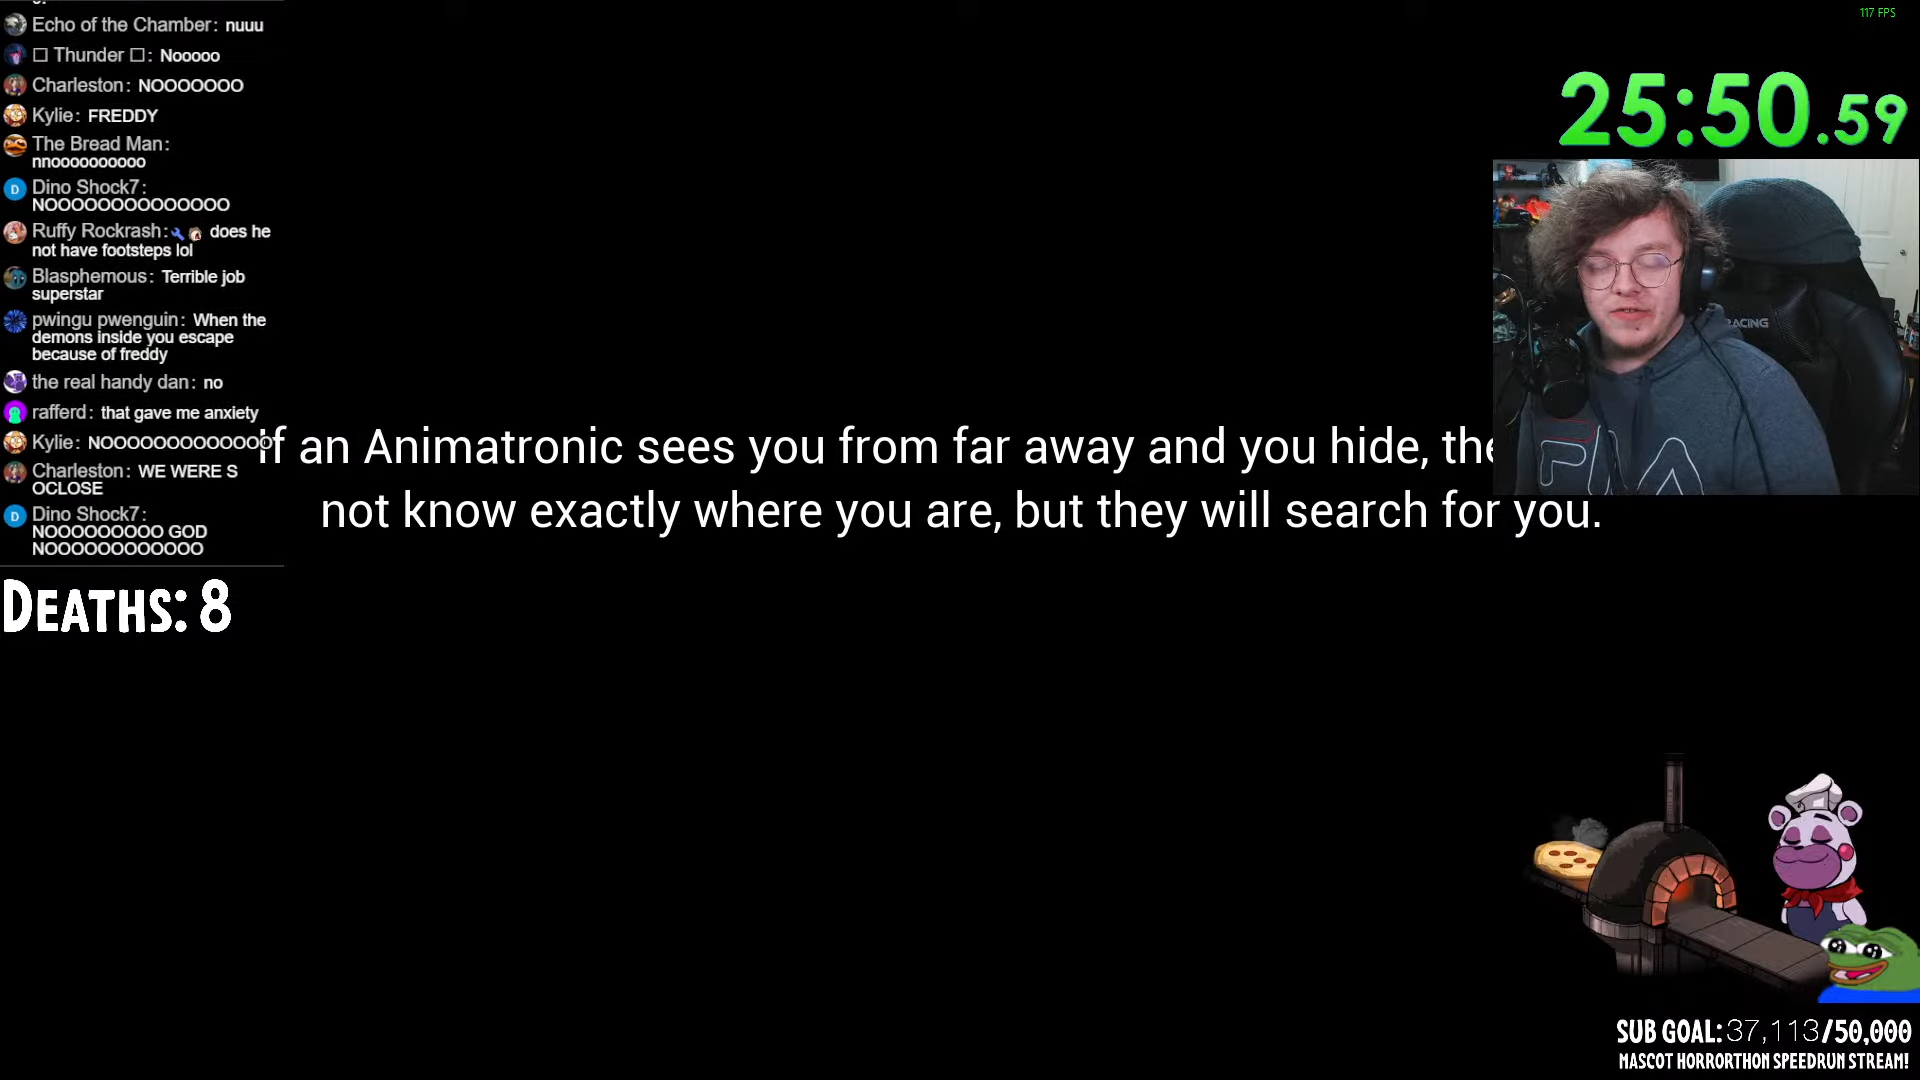 117 FPS
Echo of the Chamber: nuuu
☐ Thunder ☐: Nooooo
Charleston: NOOOOOOO
Kylie: FREDDY
The Bread Man:
nnoooooooooo
Dino Shock7:
NOOOOOOOOOOOOOO
Ruffy Rockrash: does he
not have footsteps lol
Blasphemous: Terrible job
superstar
pwingu pwenguin: When the
demons inside you escape
because of freddy
the real handy dan: no
rafferd: that gave me anxiety
Kylie: NOOOOOOOOOOOOO
Charleston: WE WERE S
OCLOSE
Dino Shock7:
NOOOOOOOOO GOD
NOOOOOOOOOOOO
DEATHS: 8
25:50.59
RACING
If an Animatronic sees you from far away and you hide, the
not know exactly where you are, but they will search for you.
SUB GOAL: 37,113/50,000
MASCOT HORRORTHON SPEEDRUN STREAM!